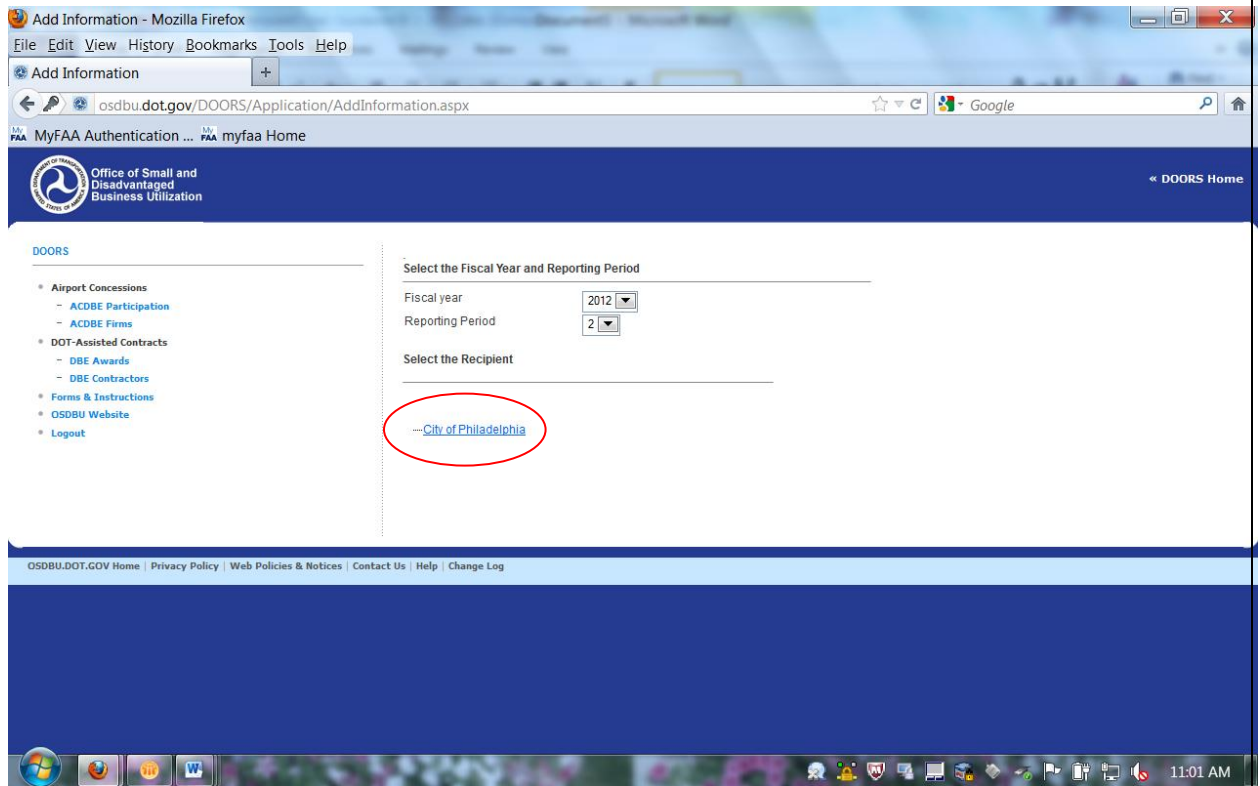 Add Information - Mozilla Firefox
File Edit View History Bookmarks Tools Help
Add Information
+
osdbu.dot.gov/DOORS/Application/AddInformation.aspx
Google
MyFAA Authentication ... myfaa Home
Office of Small and
Disadvantaged
Business Utilization
« DOORS Home
DOORS
Airport Concessions
- ACDBE Participation
- ACDBE Firms
DOT-Assisted Contracts
- DBE Awards
- DBE Contractors
Forms & Instructions
OSDBU Website
Logout
Select the Fiscal Year and Reporting Period
Fiscal year 2012
Reporting Period 2
Select the Recipient
City of Philadelphia
OSDBU.DOT.GOV Home | Privacy Policy | Web Policies & Notices | Contact Us | Help | Change Log
11:01 AM